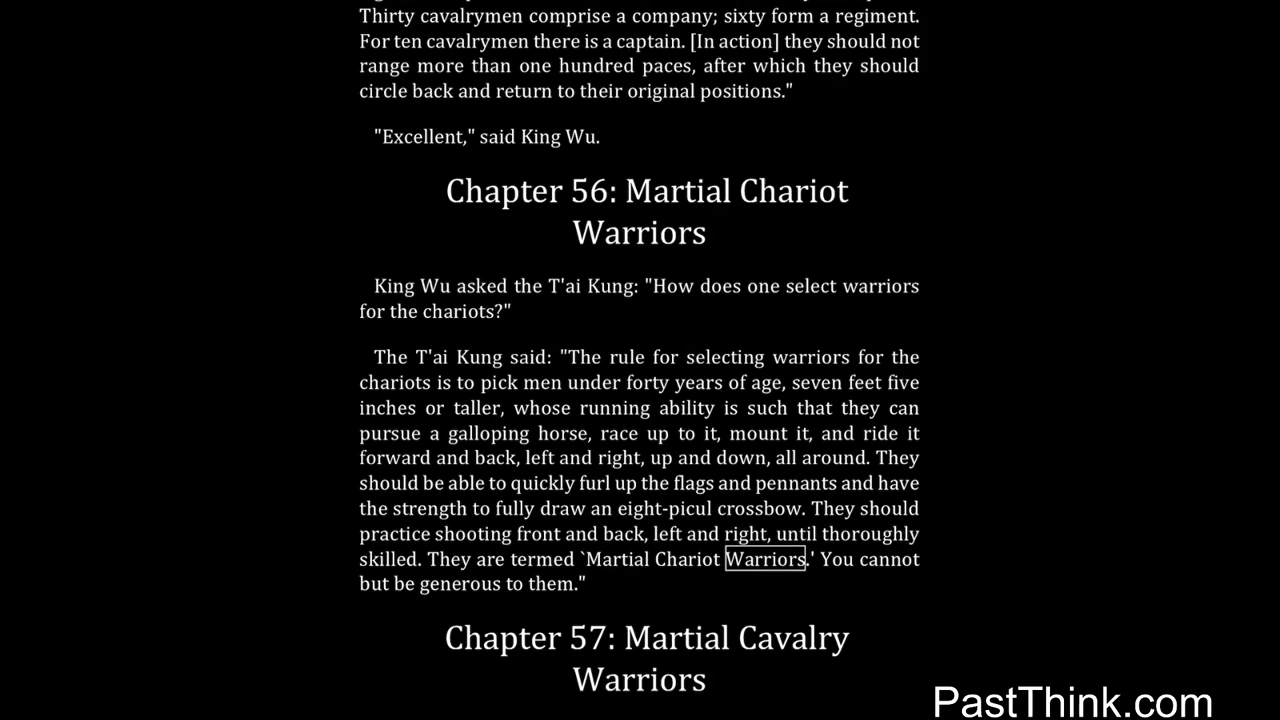 Thirty cavalrymen comprise a company; sixty form a regiment.
For ten cavalrymen there is a captain. [In action] they should not
range more than one hundred paces, after which they should
circle back and return to their original positions."
"Excellent," said King Wu.
Chapter 56: Martial Chariot
Warriors
King Wu asked the T'ai Kung: "How does one select warriors
for the chariots?"
The T'ai Kung said: "The rule for selecting warriors for the
chariots is to pick men under forty years of age, seven feet five
inches or taller, whose running ability is such that they can
pursue a galloping horse, race up to it, mount it, and ride it
forward and back, left and right, up and down, all around. They
should be able to quickly furl up the flags and pennants and have
the strength to fully draw an eight-picul crossbow. They should
practice shooting front and back, left and right, until thoroughly
skilled. They are termed `Martial Chariot Warriors.' You cannot
but be generous to them."
Chapter 57: Martial Cavalry
Warriors
PastThink.com